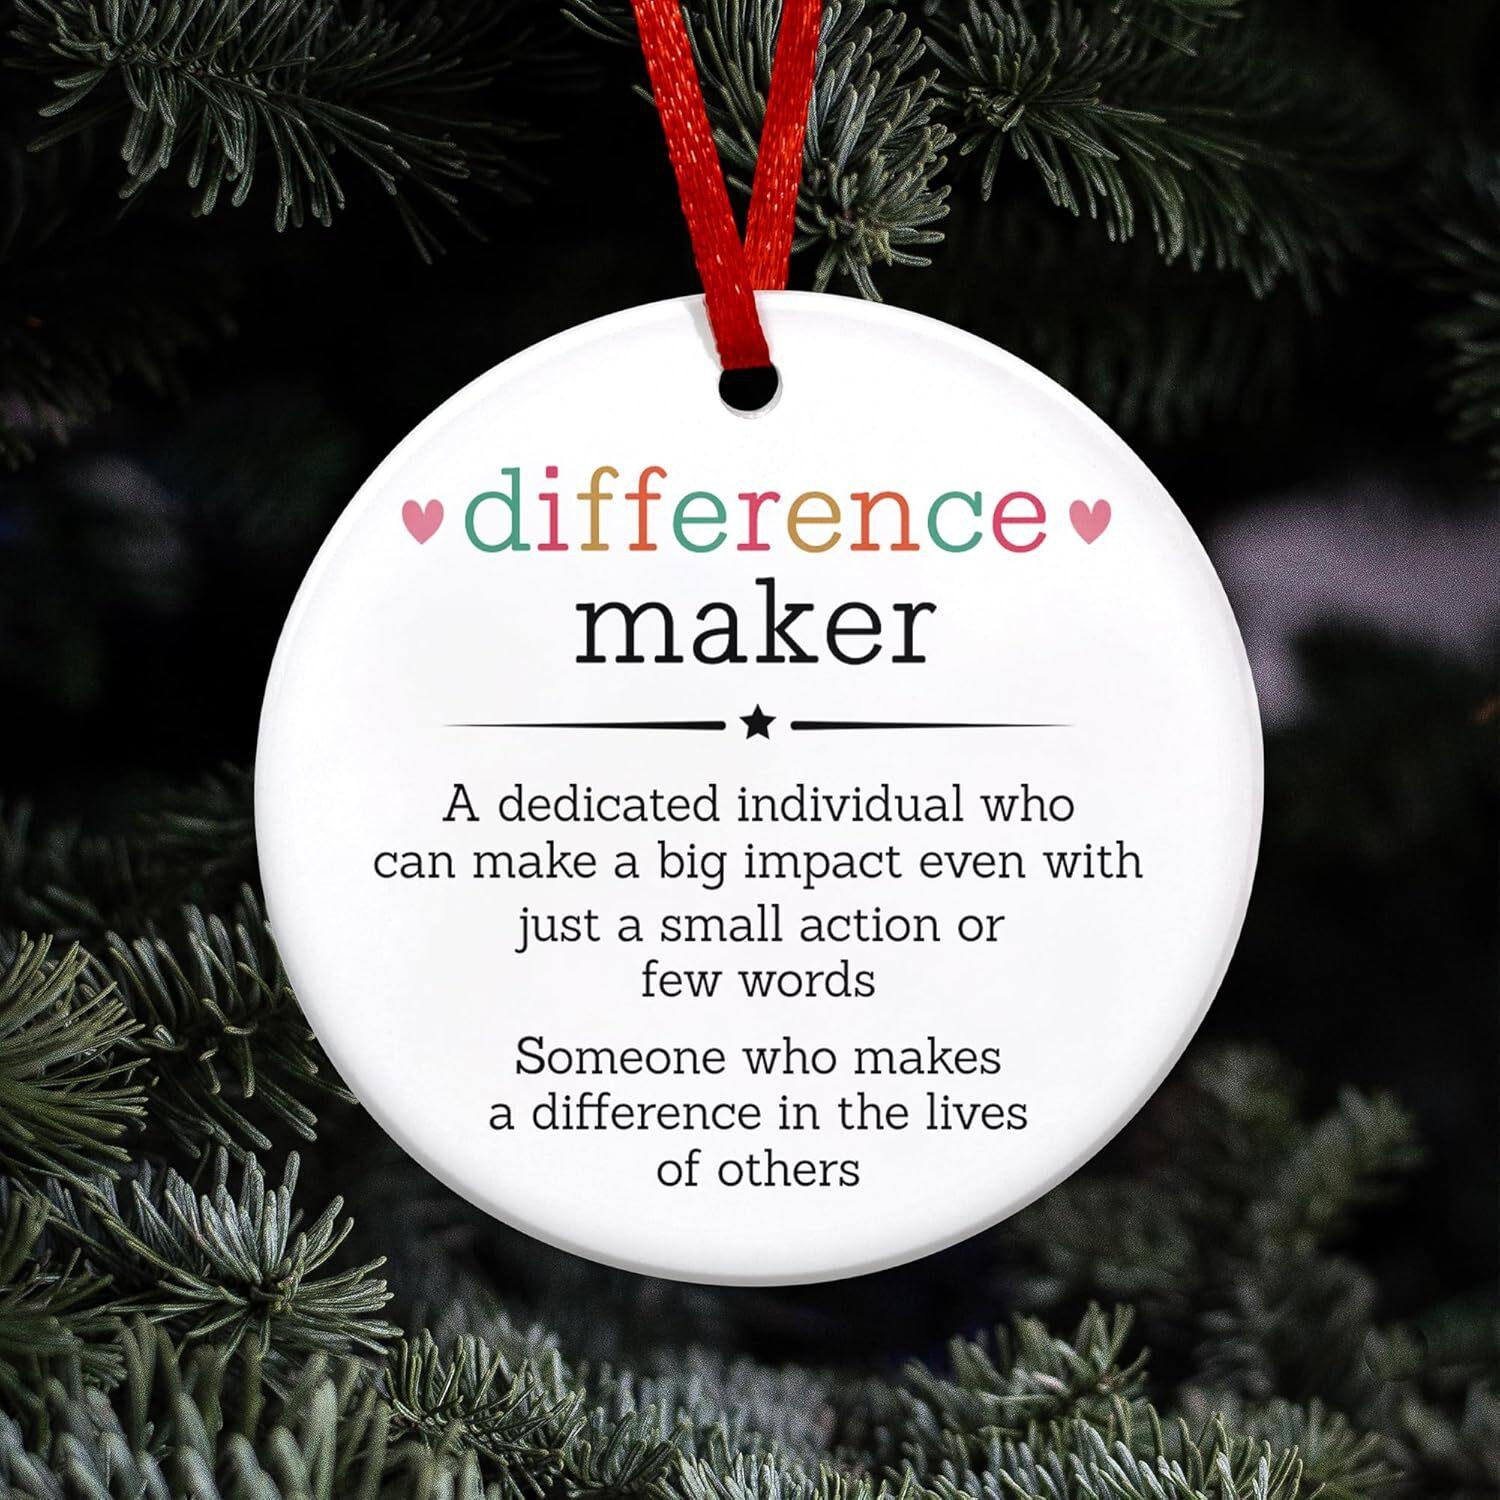 difference
maker
A dedicated individual who
can make a big impact even with
just a small action or
few words
Someone who makes
a difference in the lives
of others